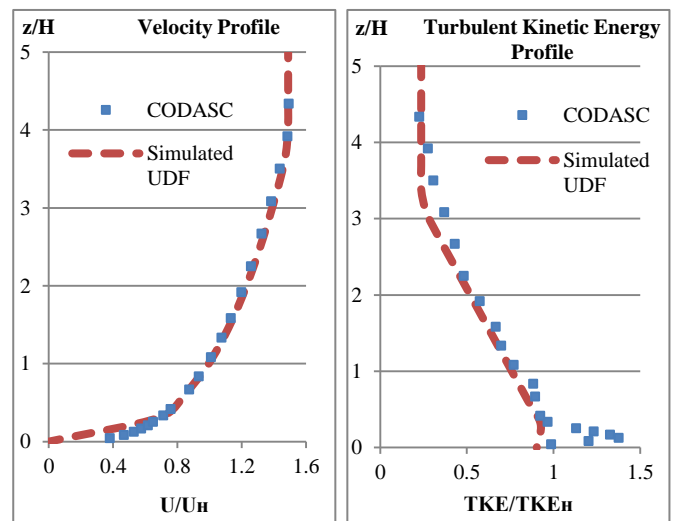 z/H
Velocity Profile
5
4
3
2
1
0
CODASC
Simulated
UDF
0
0.4
0.8
1.2
1.6
U/UH
z/H
Turbulent Kinetic Energy
Profile
5
4
3
2
1
0
CODASC
Simulated
UDF
0
0.5
1
1.5
TKE/TKEH